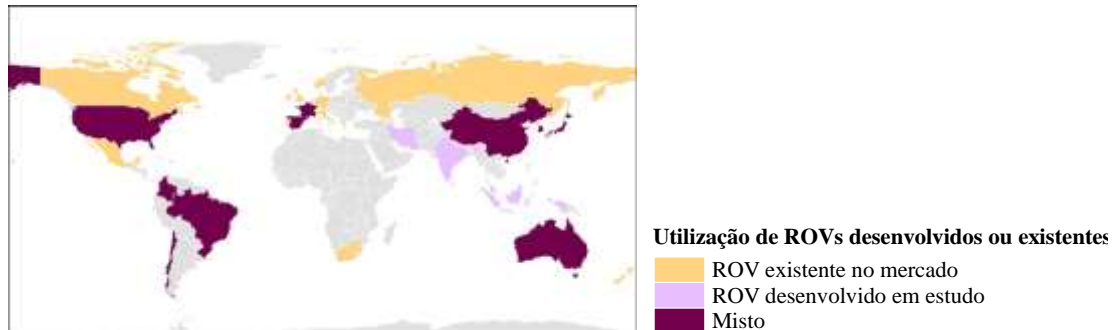 Utilização de ROVs desenvolvidos ou existentes
ROV existente no mercado
ROV desenvolvido em estudo
Misto